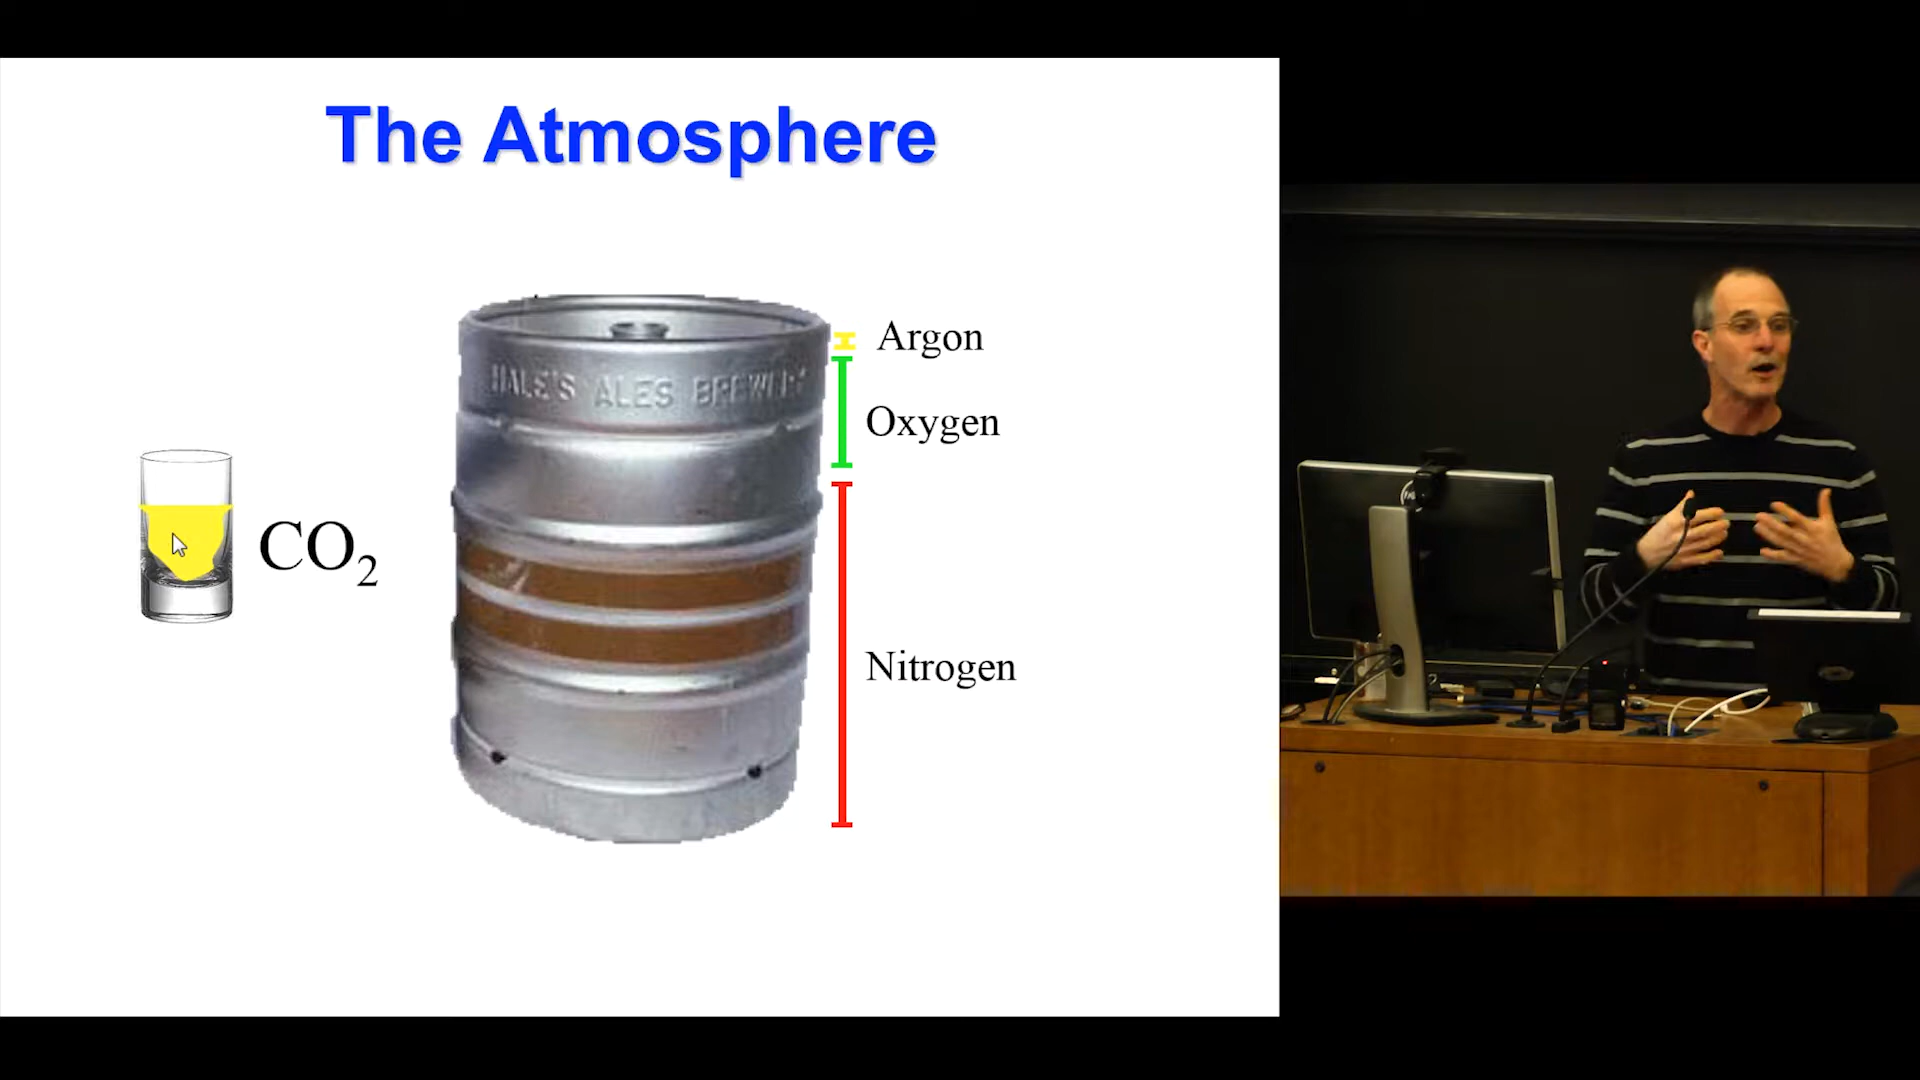 The Atmosphere
HALE'S ALES BREWERY
Argon
Oxygen
CO₂
Nitrogen